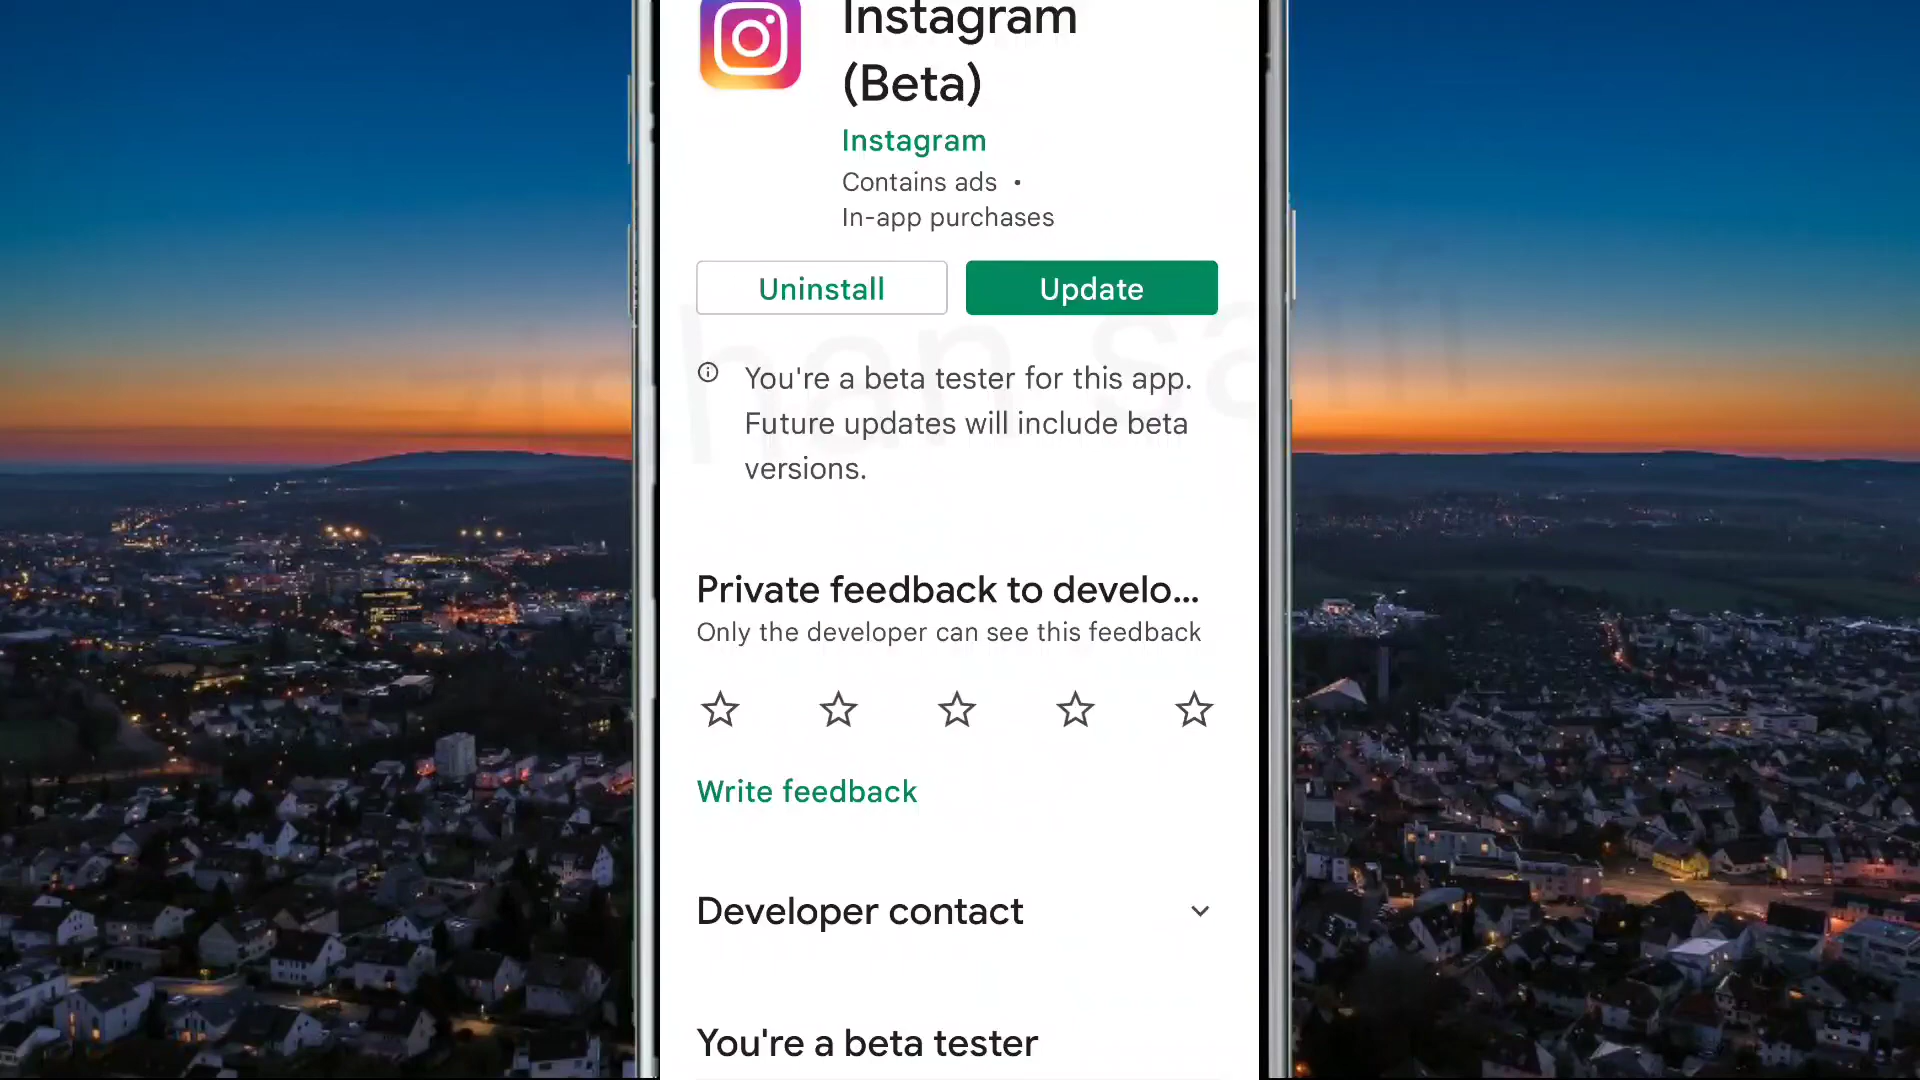 Instagram
(Beta)
Instagram
Contains ads •
In-app purchases
Uninstall
Update
You're a beta tester for this app.
Future updates will include beta
versions.
Private feedback to develo...
Only the developer can see this feedback
Write feedback
Developer contact
You're a beta tester
zishan saifi